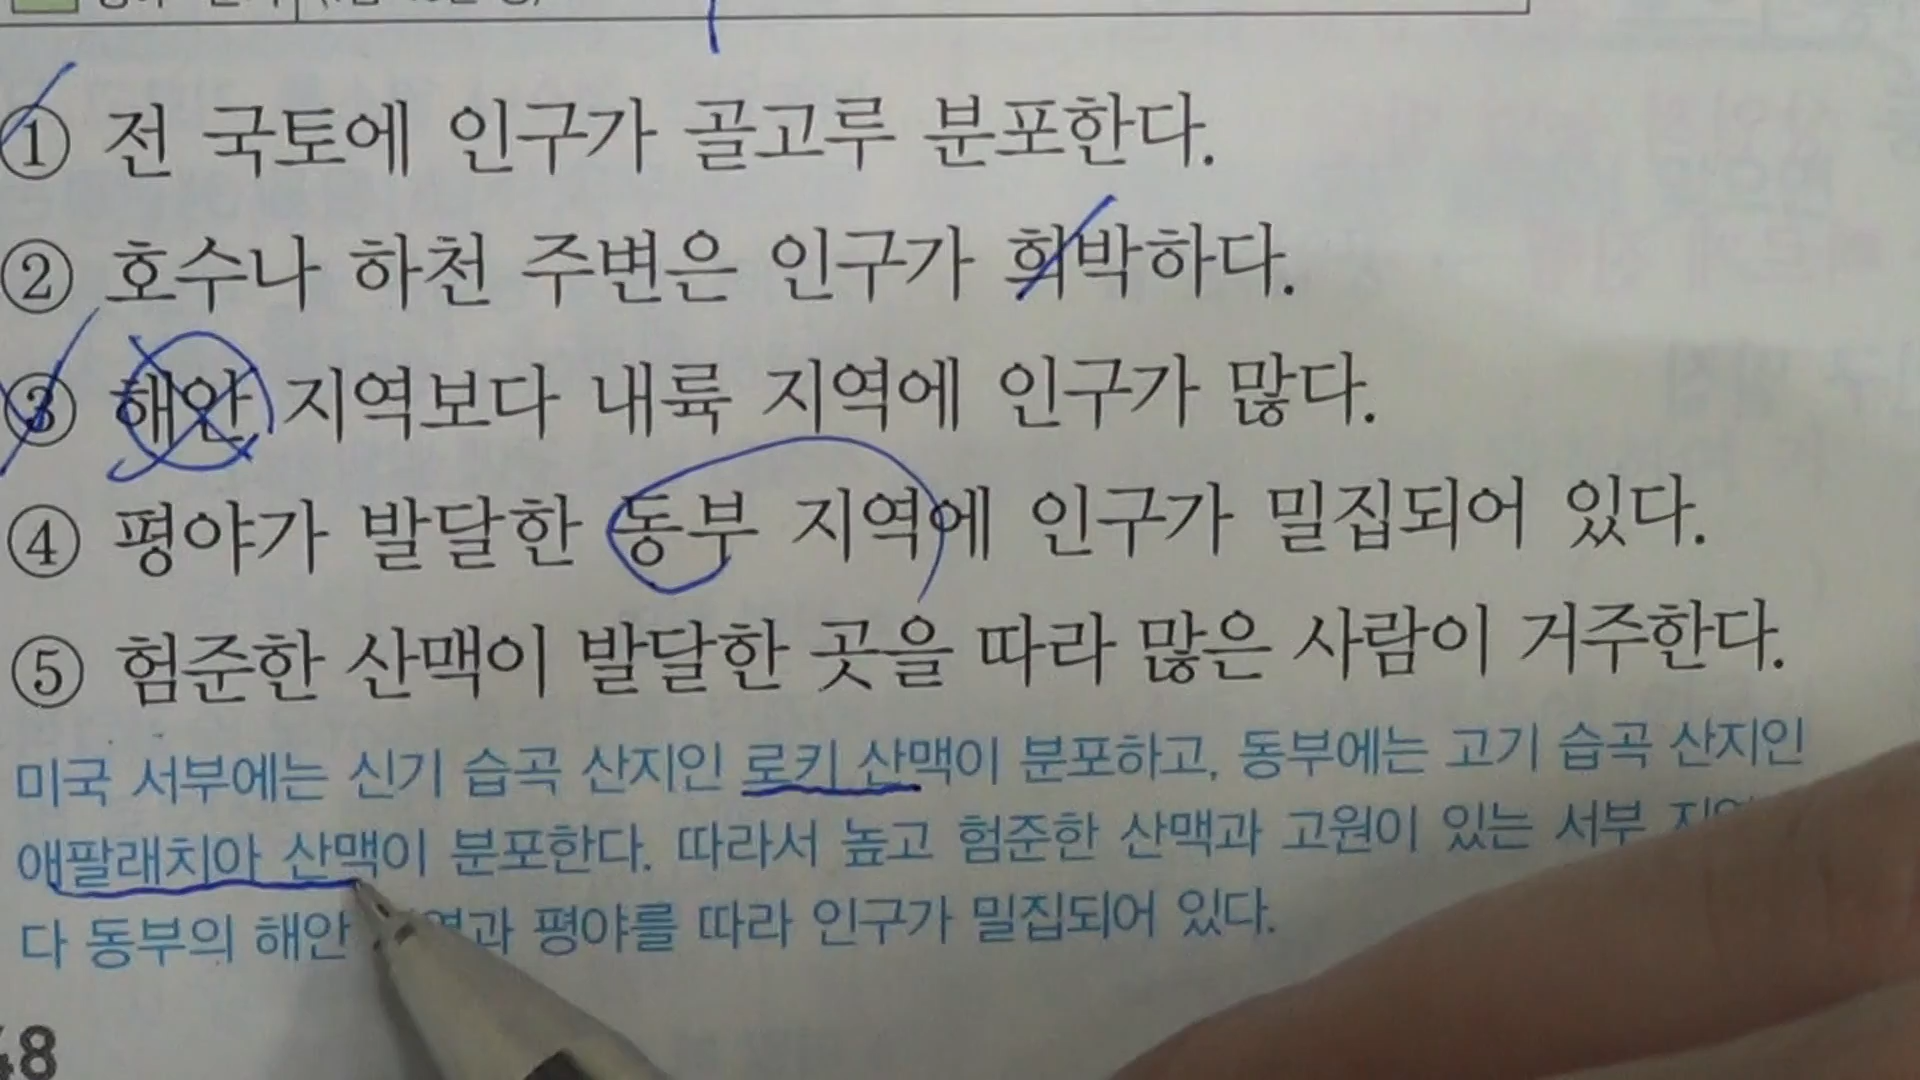 ① 전 국토에 인구가 골고루 분포한다.
② 호수나 하천 주변은 인구가 희박하다.
③ 해안 지역보다 내륙 지역에 인구가 많다.
④ 평야가 발달한 동부 지역에 인구가 밀집되어 있다.
⑤ 험준한 산맥이 발달한 곳을 따라 많은 사람이 거주한다.
미국 서부에는 신기 습곡 산지인 로키 산맥이 분포하고, 동부에는 고기 습곡 산지인
애팔래치아 산맥이 분포한다. 따라서 높고 험준한 산맥과 고원이 있는 서부
다 동부의 해안 평야를 따라 인구가 밀집되어 있다.
48